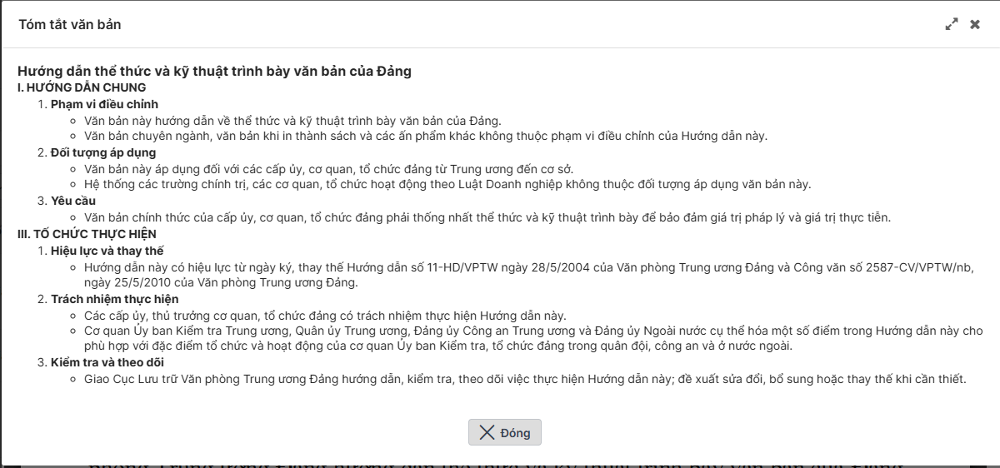 Tóm tắt văn bản
Hướng dẫn thể thức và kỹ thuật trình bày văn bản của Đảng
I. HƯỚNG DẪN CHUNG
1. Phạm vi điều chỉnh
Văn bản này hướng dẫn về thể thức và kỹ thuật trình bày văn bản của Đảng.
Văn bản chuyên ngành, văn bản khi in thành sách và các ấn phẩm khác không thuộc phạm vi điều chỉnh của Hướng dẫn này.
2. Đối tượng áp dụng
Văn bản này áp dụng đối với các cấp ủy, cơ quan, tổ chức đảng từ Trung ương đến cơ sở.
Hệ thống các trường chính trị, các cơ quan, tổ chức hoạt động theo Luật Doanh nghiệp không thuộc đối tượng áp dụng văn bản này.
3. Yêu cầu
Văn bản chính thức của cấp ủy, cơ quan, tổ chức đảng phải thống nhất thể thức và kỹ thuật trình bày để bảo đảm giá trị pháp lý và giá trị thực tiễn.
III. TỔ CHỨC THỰC HIỆN
1. Hiệu lực và thay thế
Hướng dẫn này có hiệu lực từ ngày ký, thay thế Hướng dẫn số 11-HD/VPTW ngày 28/5/2004 của Văn phòng Trung ương Đảng và Công văn số 2587-CV/VPTW/nb,
ngày 25/5/2010 của Văn phòng Trung ương Đảng.
2. Trách nhiệm thực hiện
Các cấp ủy, thủ trưởng cơ quan, tổ chức đảng có trách nhiệm thực hiện Hướng dẫn này.
Cơ quan Ủy ban Kiểm tra Trung ương, Quân ủy Trung ương, Đảng ủy Công an Trung ương và Đảng ủy Ngoài nước cụ thể hóa một số điểm trong Hướng dẫn này cho
phù hợp với đặc điểm tổ chức và hoạt động của cơ quan Ủy ban Kiểm tra, tổ chức đảng trong quân đội, công an và ở nước ngoài.
3. Kiểm tra và theo dõi
Giao Cục Lưu trữ Văn phòng Trung ương Đảng hướng dẫn, kiểm tra, theo dõi việc thực hiện Hướng dẫn này; đề xuất sửa đổi, bổ sung hoặc thay thế khi cần thiết.
Đóng